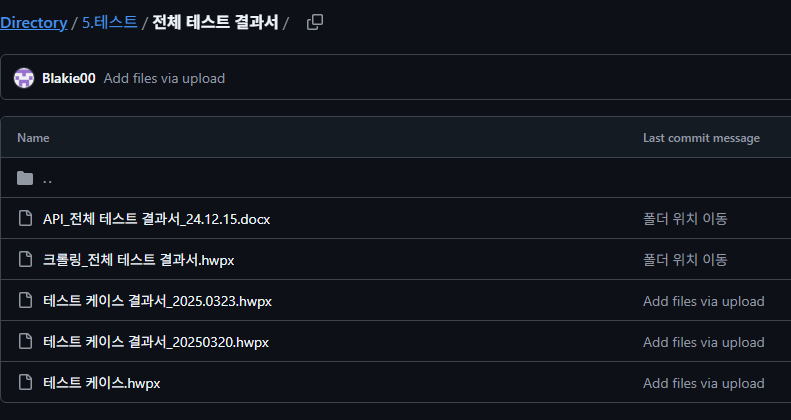 Directory / 5.테스트 / 전체 테스트 결과서 /
Blakie00 Add files via upload
Name Last commit message
..
API_전체 테스트 결과서_24.12.15.docx 폴더 위치 이동
크롤링_전체 테스트 결과서.hwpx 폴더 위치 이동
테스트 케이스 결과서_2025.0323.hwpx Add files via upload
테스트 케이스 결과서_20250320.hwpx Add files via upload
테스트 케이스.hwpx Add files via upload